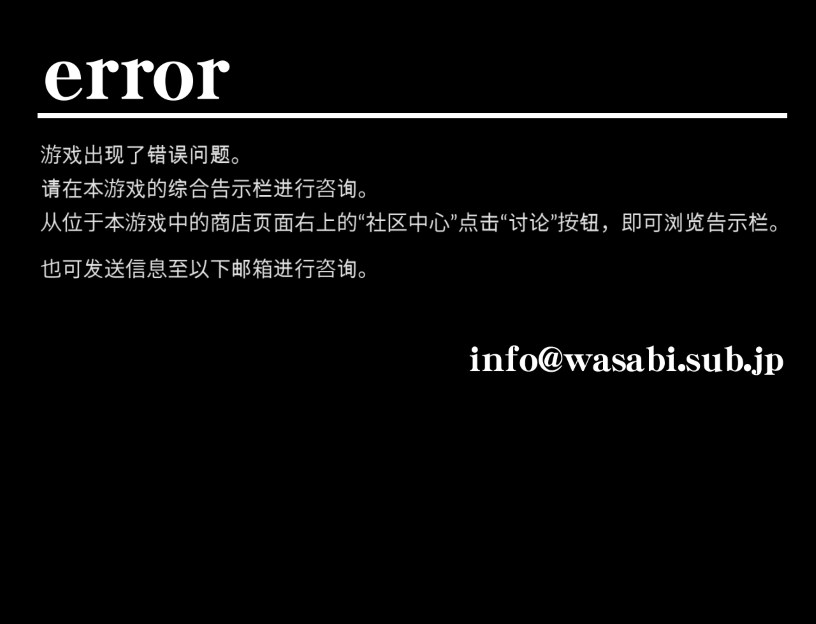 error
游戏出现了错误问题。
请在本游戏的综合告示栏进行咨询。
从位于本游戏中的商店页面右上的“社区中心”点击“讨论”按钮，即可浏览告示栏。
也可发送信息至以下邮箱进行咨询。
info@wasabi.sub.jp